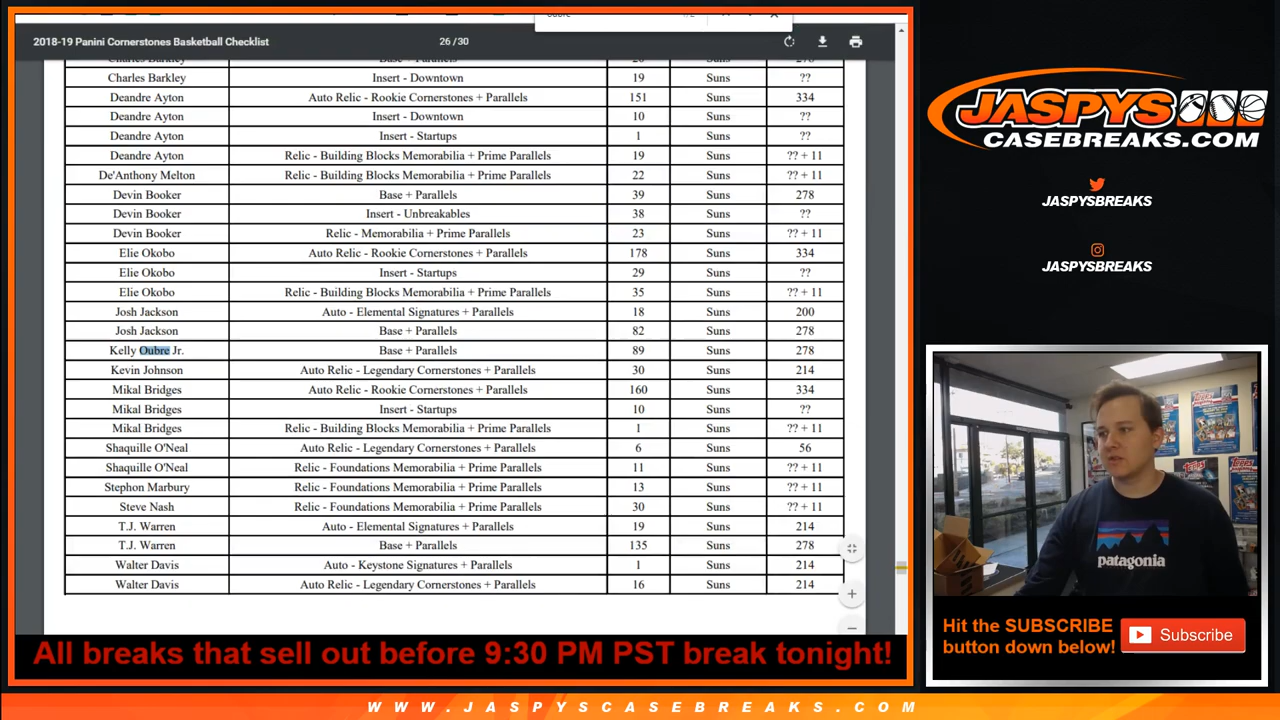 2018-19 Panini Cornerstones Basketball Checklist 26 / 30
Charles Barkley Insert - Downtown 19 Suns ??
Deandre Ayton Auto Relic - Rookie Cornerstones + Parallels 151 Suns 334
Deandre Ayton Insert - Downtown 10 Suns ??
Deandre Ayton Insert - Startups 1 Suns ??
Deandre Ayton Relic - Building Blocks Memorabilia + Prime Parallels 19 Suns ?? + 11
De'Anthony Melton Relic - Building Blocks Memorabilia + Prime Parallels 22 Suns ?? + 11
Devin Booker Base + Parallels 39 Suns 278
Devin Booker Insert - Unbreakables 38 Suns ??
Devin Booker Relic - Memorabilia + Prime Parallels 23 Suns ?? + 11
Elie Okobo Auto Relic - Rookie Cornerstones + Parallels 178 Suns 334
Elie Okobo Insert - Startups 29 Suns ??
Elie Okobo Relic - Building Blocks Memorabilia + Prime Parallels 35 Suns ?? + 11
Josh Jackson Auto - Elemental Signatures + Parallels 18 Suns 200
Josh Jackson Base + Parallels 82 Suns 278
Kelly Oubre Jr. Base + Parallels 89 Suns 278
Kevin Johnson Auto Relic - Legendary Cornerstones + Parallels 30 Suns 214
Mikal Bridges Auto Relic - Rookie Cornerstones + Parallels 160 Suns 334
Mikal Bridges Insert - Startups 10 Suns ??
Mikal Bridges Relic - Building Blocks Memorabilia + Prime Parallels 1 Suns ?? + 11
Shaquille O'Neal Auto Relic - Legendary Cornerstones + Parallels 6 Suns 56
Shaquille O'Neal Relic - Foundations Memorabilia + Prime Parallels 11 Suns ?? + 11
Stephon Marbury Relic - Foundations Memorabilia + Prime Parallels 13 Suns ?? + 11
Steve Nash Relic - Foundations Memorabilia + Prime Parallels 30 Suns ?? + 11
T.J. Warren Auto - Elemental Signatures + Parallels 19 Suns 214
T.J. Warren Base + Parallels 135 Suns 278
Walter Davis Auto - Keystone Signatures + Parallels 1 Suns 214
Walter Davis Auto Relic - Legendary Cornerstones + Parallels 16 Suns 214
All breaks that sell out before 9:30 PM PST break tonight!
JASPYS
CASEBREAKS.COM
JASPYSBREAKS
JASPYSBREAKS
patagonia
Hit the SUBSCRIBE
button down below!
Subscribe
WWW.JASPYSCASEBREAKS.COM